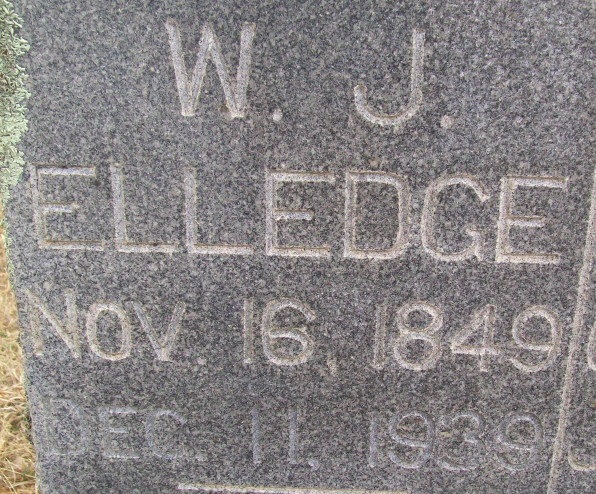 W. J.
ELLEDGE
NOV. 16, 1849
DEC. 11, 1939